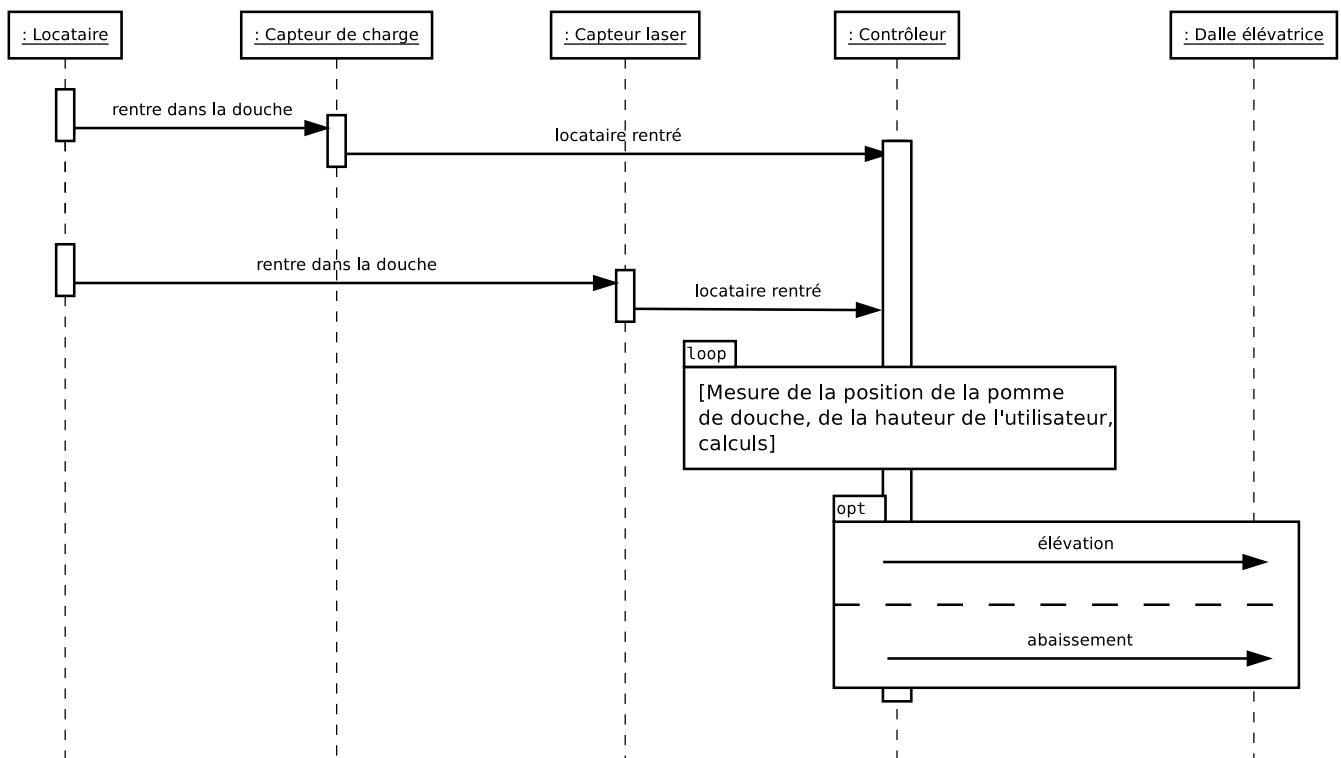 : Locataire
: Capteur de charge
: Capteur laser
: Contrôleur
: Dalle élévatrice
rentre dans la douche
locataire rentré
rentre dans la douche
locataire rentré
loop
[Mesure de la position de la pomme
de douche, de la hauteur de l'utilisateur,
calculs]
opt
élévation
abaissement